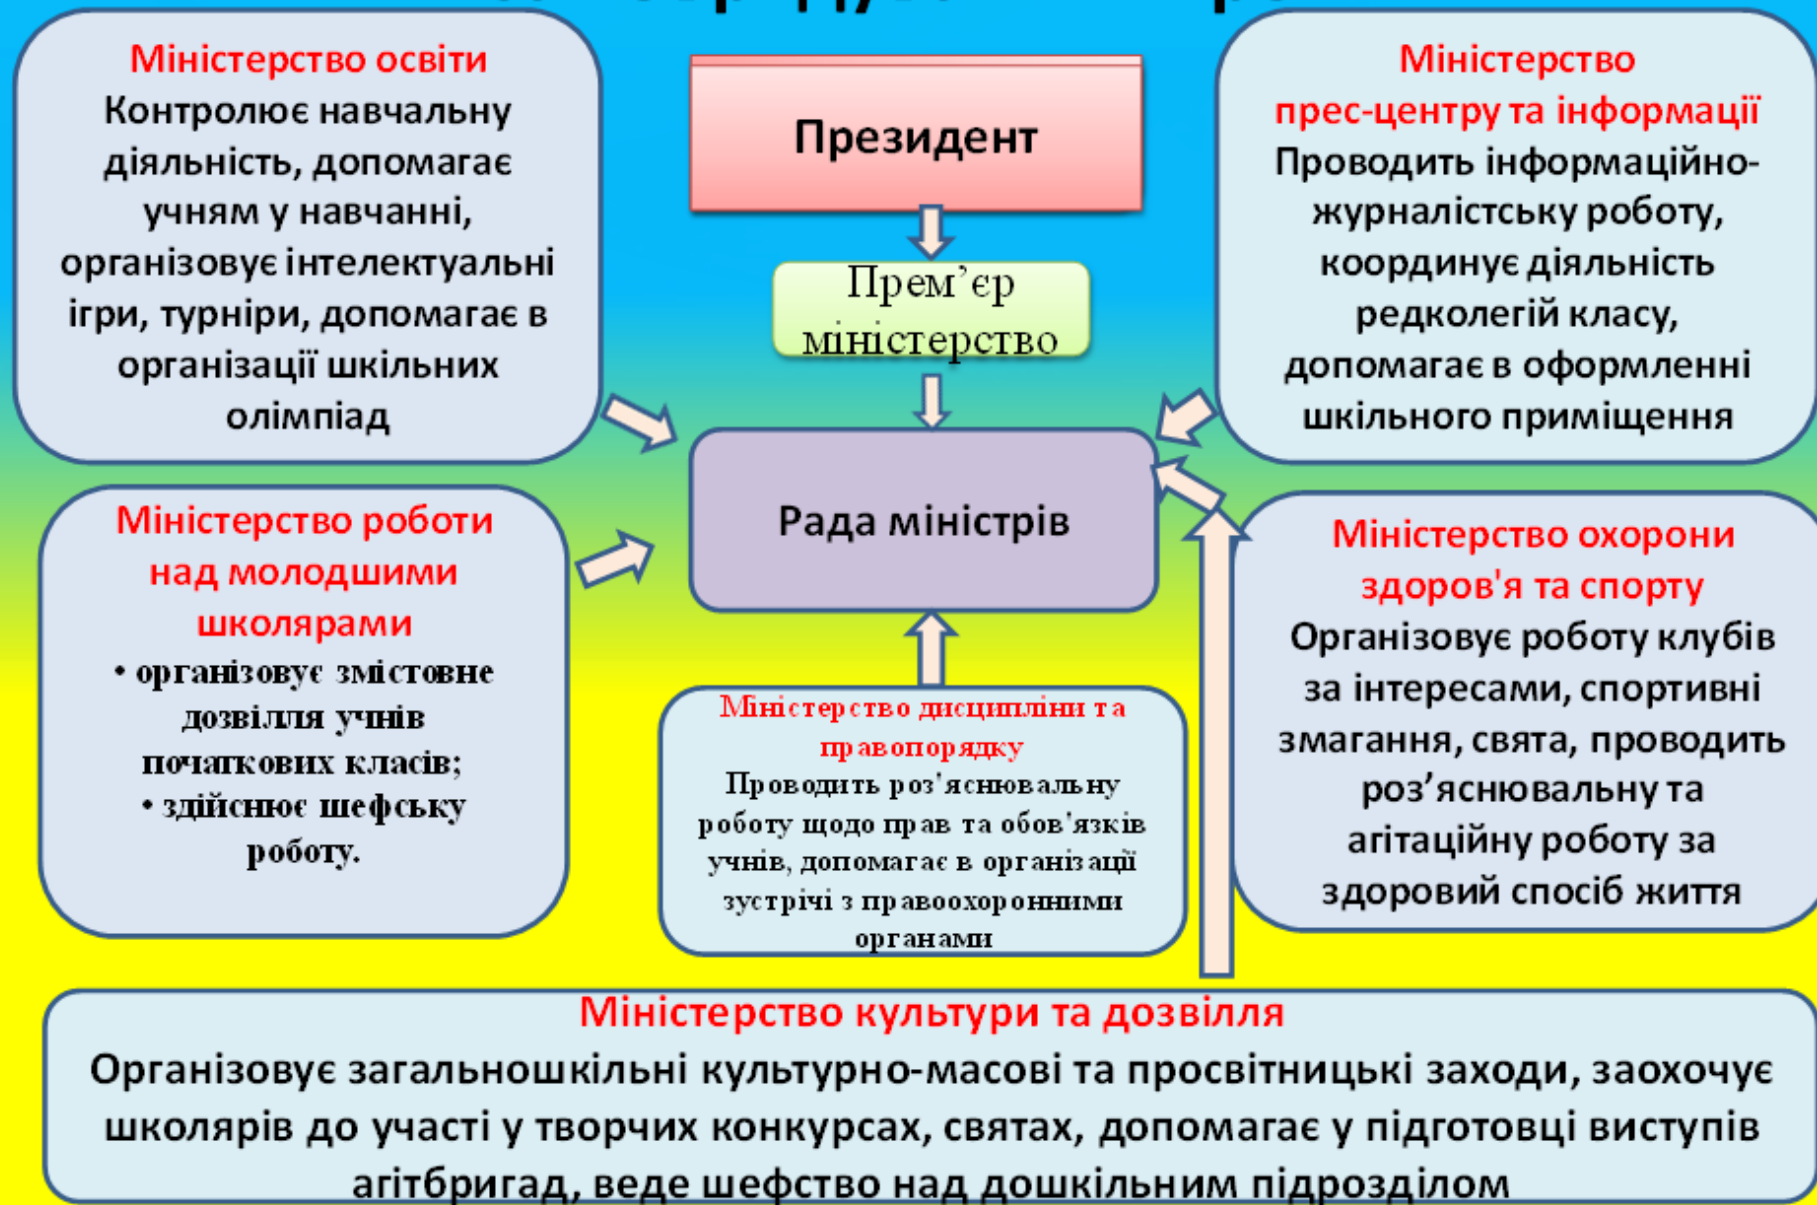 Міністерство освіти
Контролює навчальну
діяльність, допомагає
учням у навчанні,
організовує інтелектуальні
ігри, турніри, допомагає в
організації шкільних
олімпіад
Президент
Прем’єр
міністерство
Рада міністрів
Міністерство
прес-центру та інформації
Проводить інформаційно-
журналістську роботу,
координує діяльність
редколегій класу,
допомагає в оформленні
шкільного приміщення
Міністерство роботи
над молодшими
школярами
• організовує змістовне
дозвілля учнів
початкових класів;
• здійснює шефську
роботу.
Міністерство дисципліни та
правопорядку
Проводить роз’яснювальну
роботу щодо прав та обов’язків
учнів, допомагає в організації
зустрічі з правоохоронними
органами
Міністерство охорони
здоров'я та спорту
Організовує роботу клубів
за інтересами, спортивні
змагання, свята, проводить
роз’яснювальну та
агітаційну роботу за
здоровий спосіб життя
Міністерство культури та дозвілля
Організовує загальношкільні культурно-масові та просвітницькі заходи, заохочує
школярів до участі у творчих конкурсах, святах, допомагає у підготовці виступів
агітбригад, веде шефство над дошкільним підрозділом